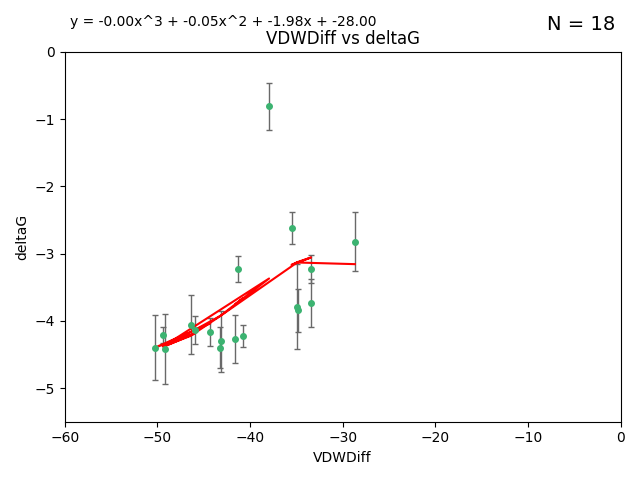 y = -0.00x^3 + -0.05x^2 + -1.98x + -28.00
N = 18
VDWDiff vs deltaG
0
−1
−2
−3
−4
−5
deltaG
−60 −50 −40 −30 −20 −10 0
VDWDiff